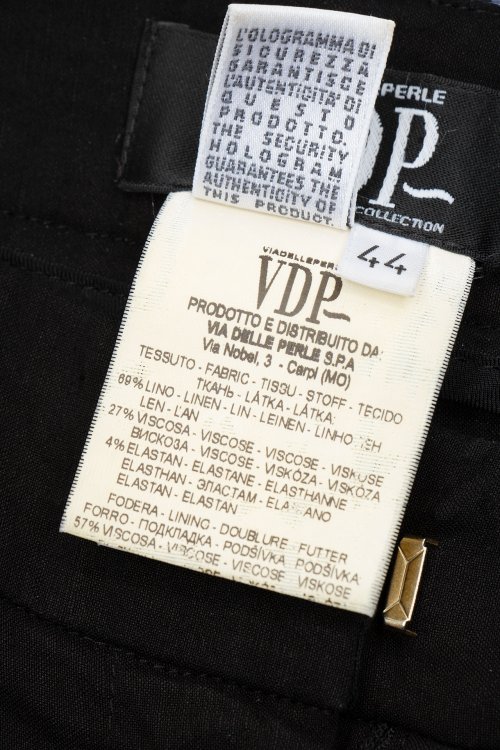 L'OLOGRAMMA DI
SICUREZZA
GARANTISCE
L'AUTENTICITA' DI
QUESTO
PRODOTTO.
THE SECURITY
HOLOGRAM
GUARANTEES THE
AUTHENTICITY OF
THIS PRODUCT.
PERLE
DP
COLLECTION
44
VIADELLEPERLE
VDP
PRODOTTO E DISTRIBUITO DA:
VIA DELLE PERLE S.P.A
Via Nobel, 3 - Carpi (MO)
TESSUTO - FABRIC - TISSU - STOFF - TECIDO
ТКАНЬ - LÁTKA - LÁTKA:
69% LINO - LINEN - LIN - LEINEN - LINHO
LEN - ĽAN
27% VISCOSA - VISCOSE - VISCOSE - VISKOSE
ВИСКОЗА - VISCOSE - VISKÓZA - VISKÓZA
4% ELASTAN - ELASTANE - ELASTHANNE
ELASTHAN - ЭЛАСТАМ - ELASTANO
ELASTAN - ELASTAN
FODERA - LINING - DOUBLURE FUTTER
FORRO - ПОДКЛАДКА - PODŠÍVKA PODŠÍVKA
57% VISCOSA - VISCOSE - VISCOSE VISKOSE